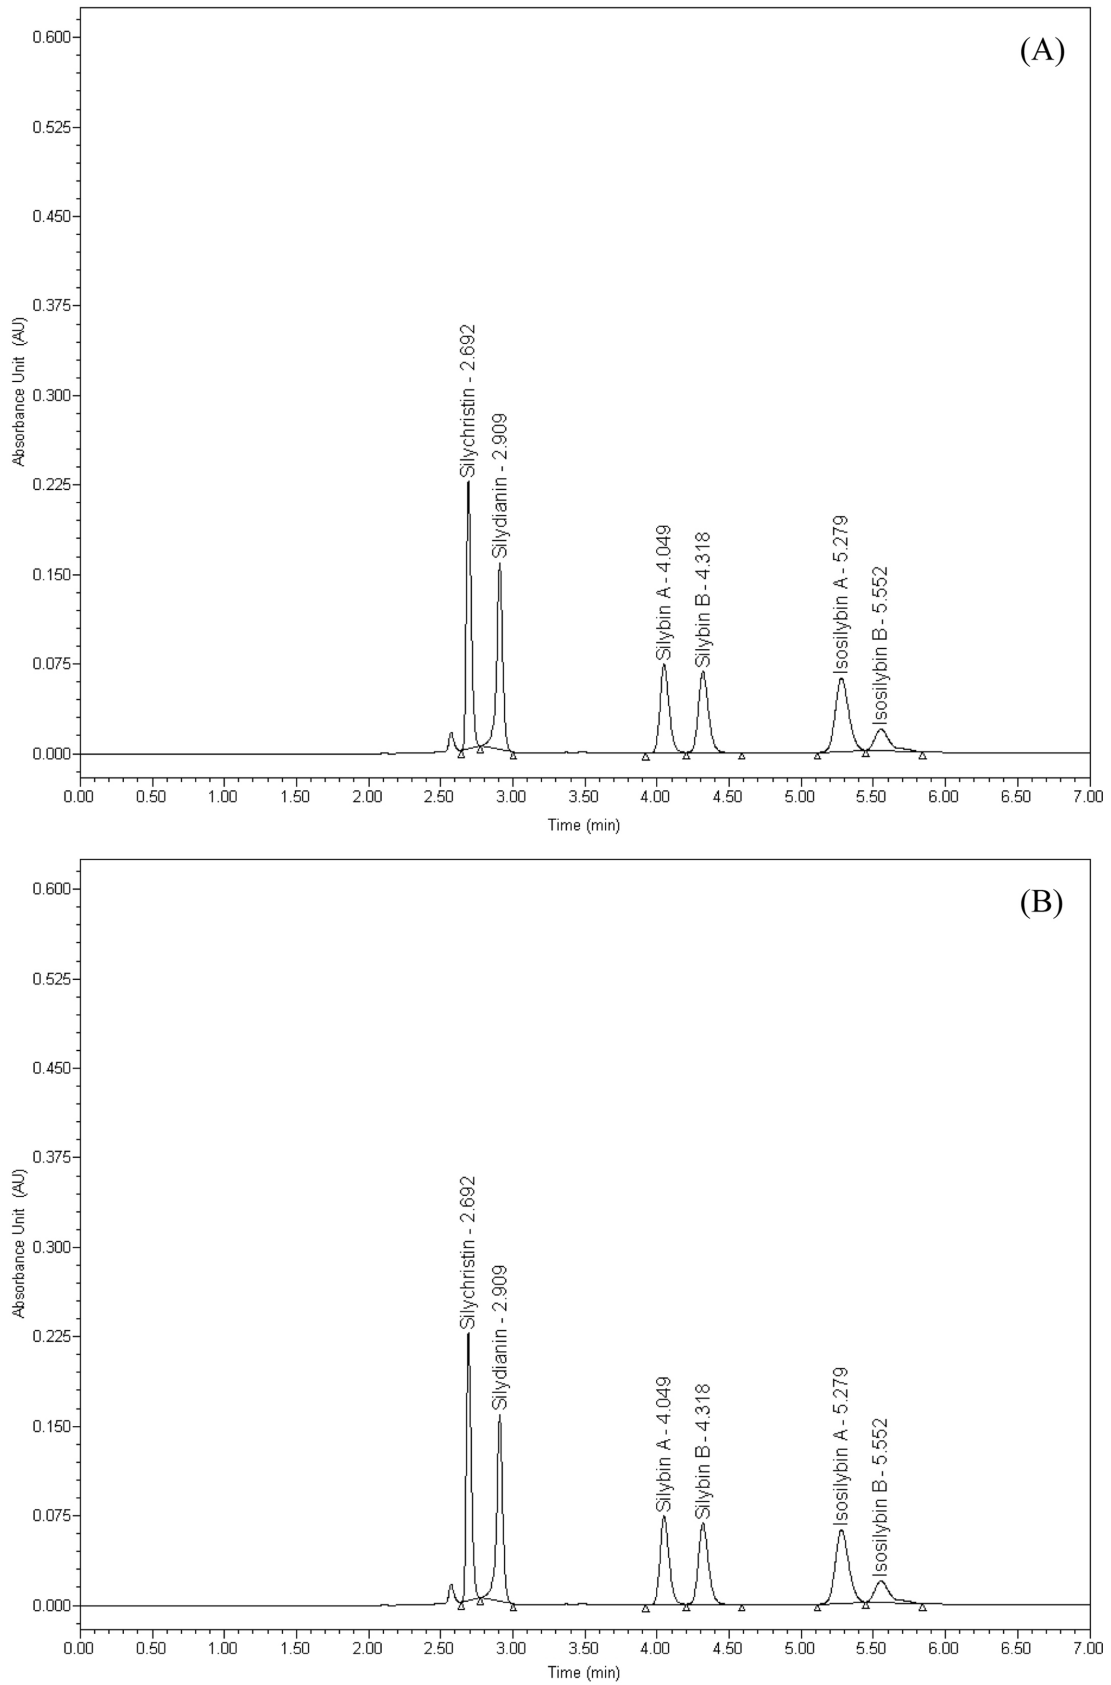 (A)
0.600
0.525
0.450
0.375
0.300
0.225
0.150
0.075
0.000
Absorbance Unit (AU)
Silychristin - 2.692
Silydianin - 2.909
Silybin A - 4.049
Silybin B - 4.318
Isosilybin A - 5.279
Isosilybin B - 5.552
0.00 0.50 1.00 1.50 2.00 2.50 3.00 3.50 4.00 4.50 5.00 5.50 6.00 6.50 7.00
Time (min)
(B)
0.600
0.525
0.450
0.375
0.300
0.225
0.150
0.075
0.000
Absorbance Unit (AU)
Silychristin - 2.692
Silydianin - 2.909
Silybin A - 4.049
Silybin B - 4.318
Isosilybin A - 5.279
Isosilybin B - 5.552
0.00 0.50 1.00 1.50 2.00 2.50 3.00 3.50 4.00 4.50 5.00 5.50 6.00 6.50 7.00
Time (min)